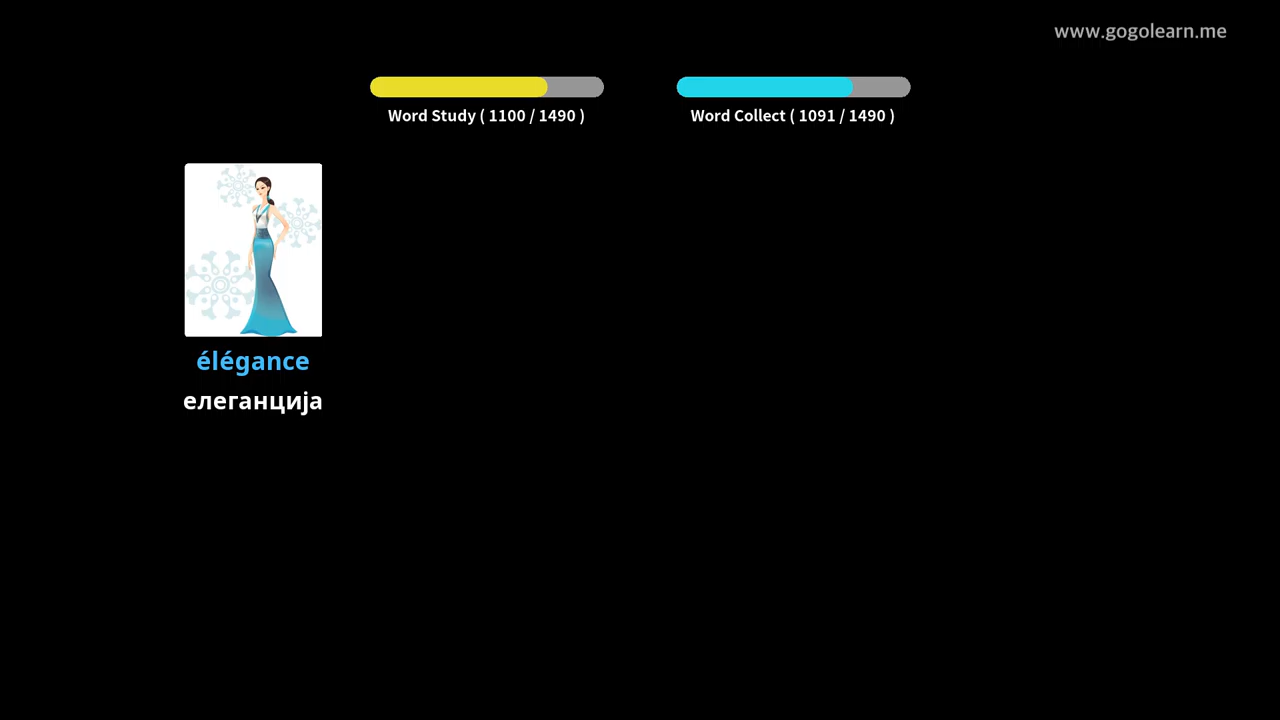 www.gogolearn.me
Word Study ( 1100 / 1490 )
Word Collect ( 1091 / 1490 )
élégance
елеганција